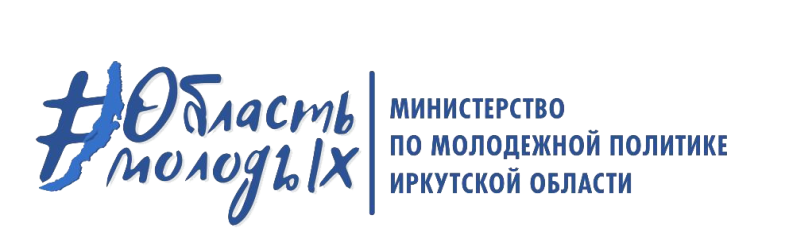 #Область
молодых
МИНИСТЕРСТВО
ПО МОЛОДЕЖНОЙ ПОЛИТИКЕ
ИРКУТСКОЙ ОБЛАСТИ